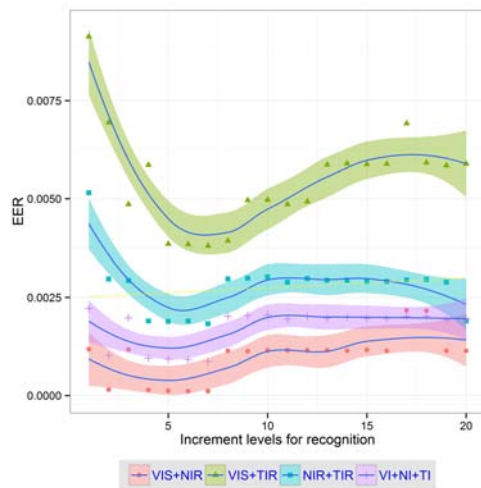 0.0075
0.0050
0.0025
0.0000
EER
5 10 15 20
Increment levels for recognition
VIS+NIR VIS+TIR NIR+TIR VI+NI+TI